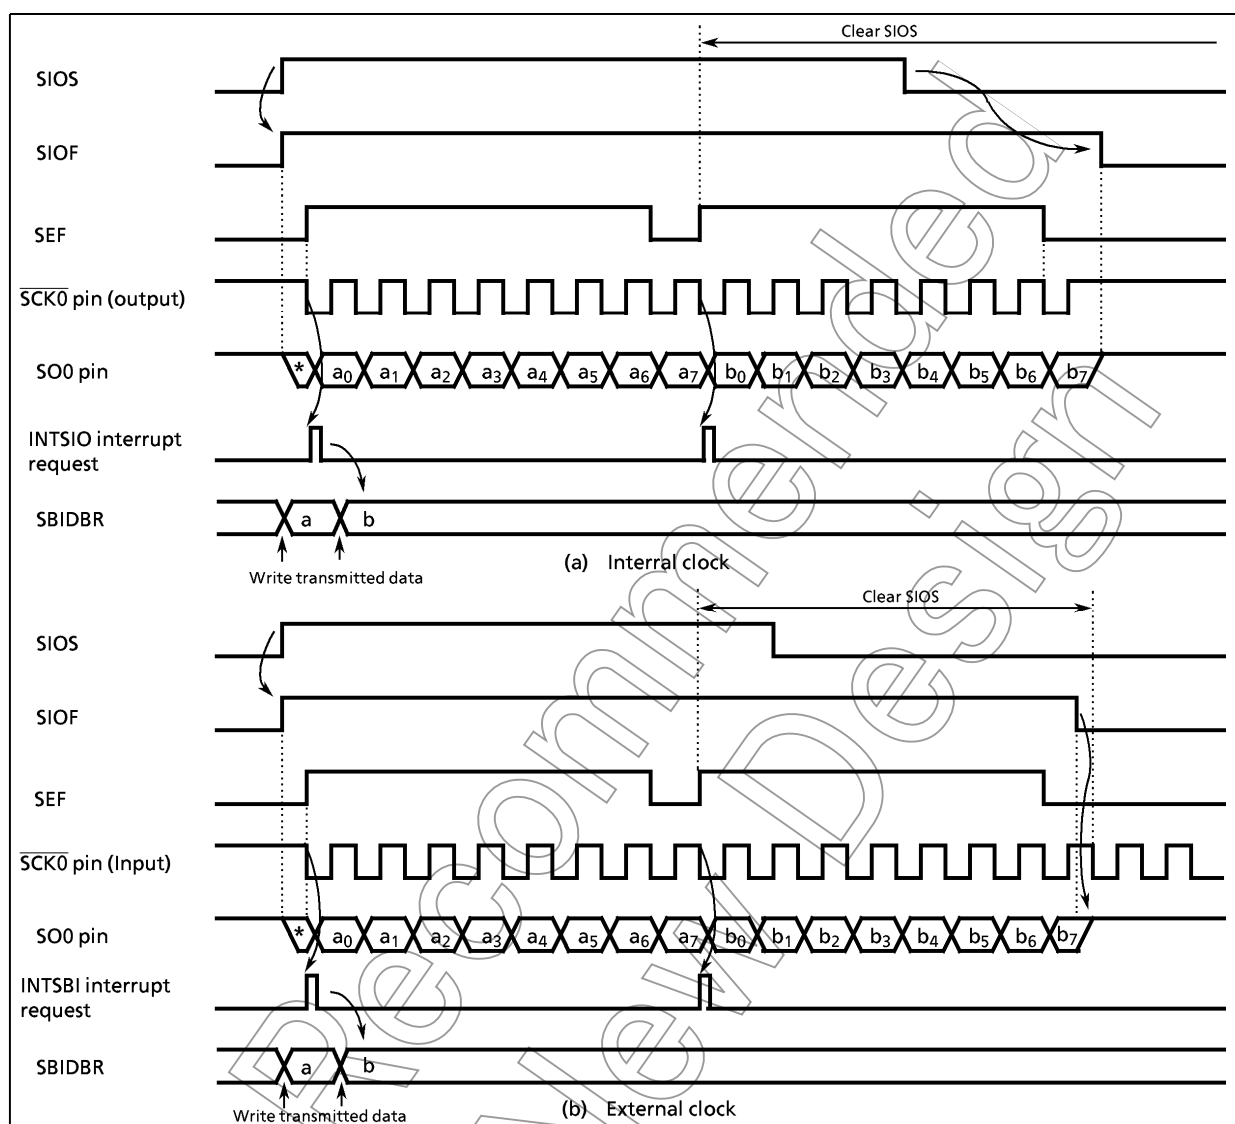 Clear SIOS
SIOS
SIOF
SEF
SCK0 pin (output)
SO0 pin
* a0 a1 a2 a3 a4 a5 a6 a7 b0 b1 b2 b3 b4 b5 b6 b7
INTSIO interrupt
request
SBIDBR
a b
Write transmitted data
(a) Interral clock
Clear SIOS
SIOS
SIOF
SEF
SCK0 pin (Input)
SO0 pin
* a0 a1 a2 a3 a4 a5 a6 a7 b0 b1 b2 b3 b4 b5 b6 b7
INTSBI interrupt
request
SBIDBR
a b
Write transmitted data
(b) External clock
Recommended
New Design